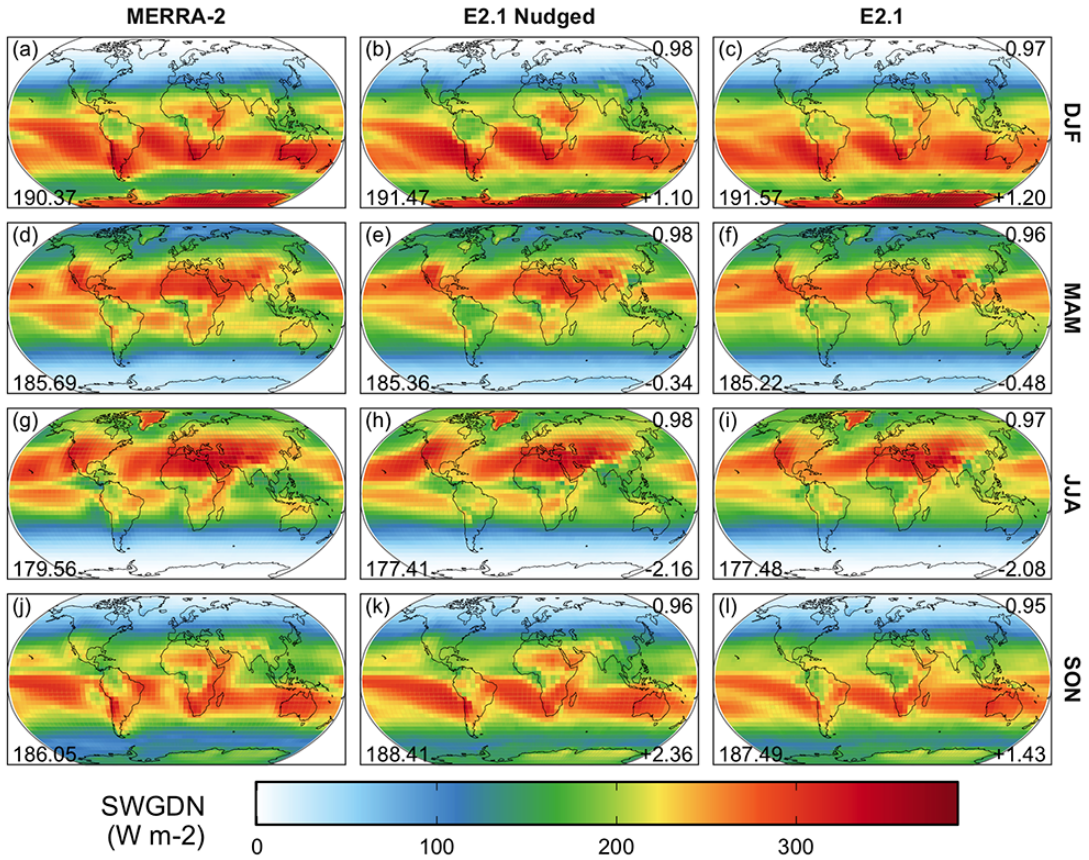 MERRA-2 E2.1 Nudged E2.1
(a) (b) 0.98 (c) 0.97
190.37 191.47 +1.10 191.57 +1.20
DJF
(d) (e) 0.98 (f) 0.96
185.69 185.36 -0.34 185.22 -0.48
MAM
(g) (h) 0.98 (i) 0.97
179.56 177.41 -2.16 177.48 -2.08
JJA
(j) (k) 0.96 (l) 0.95
186.05 188.41 +2.36 187.49 +1.43
SON
SWGDN
(W m-2)
0 100 200 300